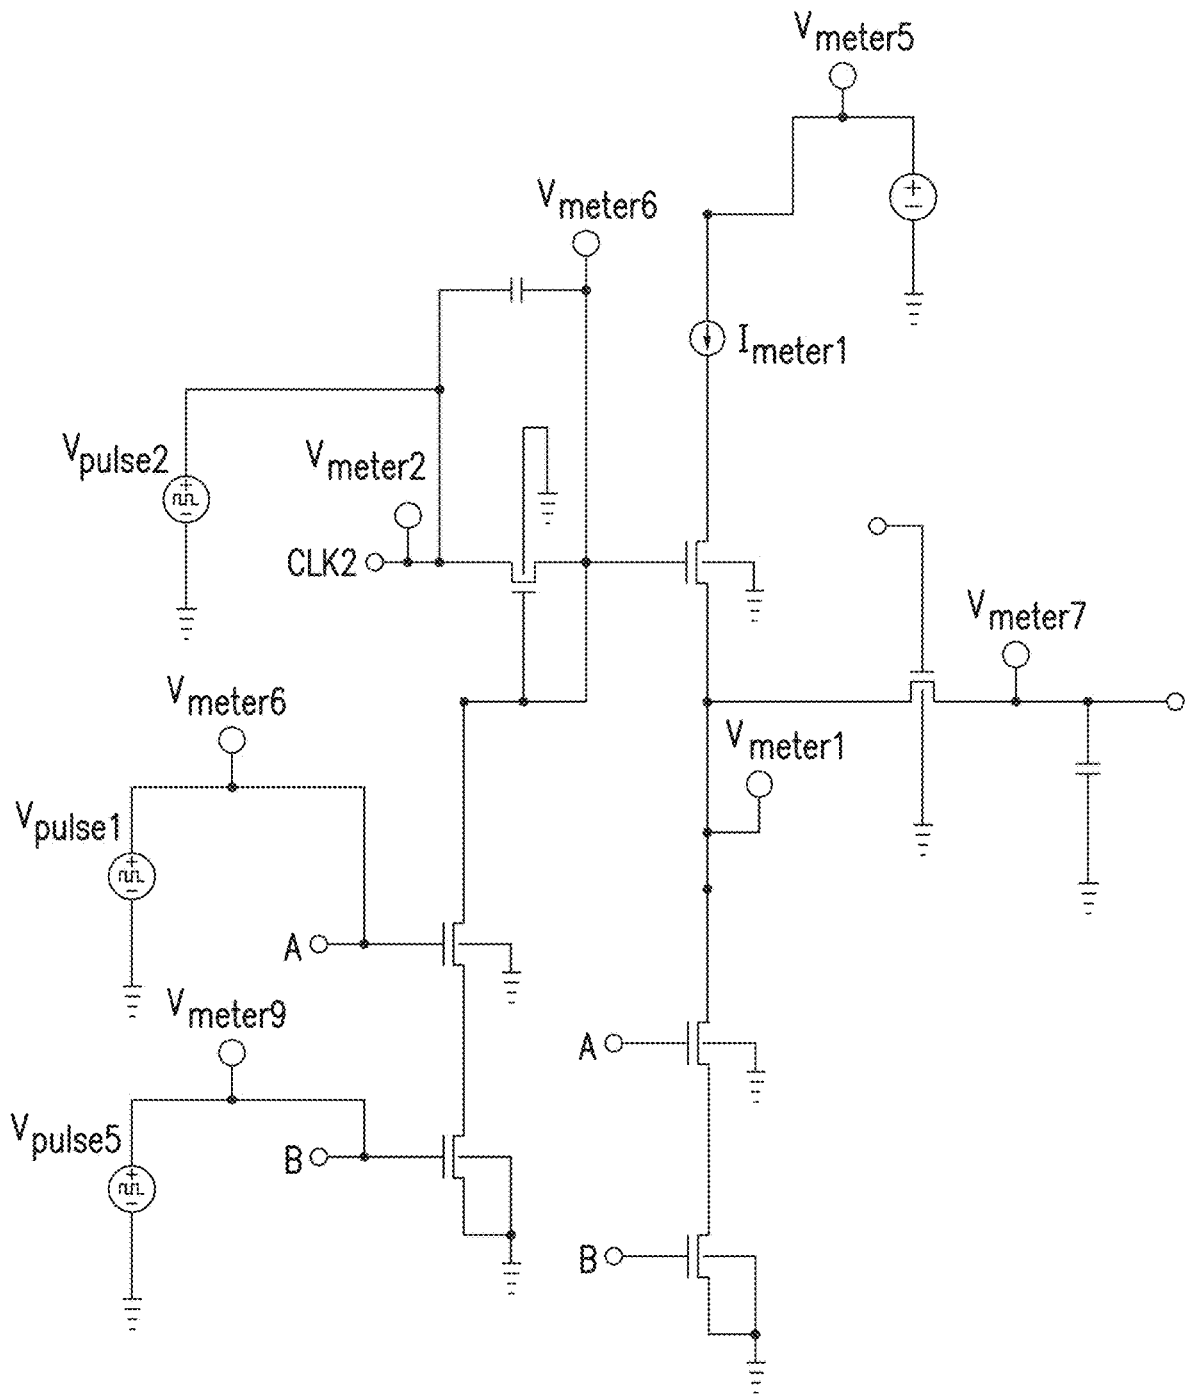 Vmeter5
Vmeter6
Imeter1
Vpulse2
Vmeter2
CLK2
Vmeter7
Vmeter6
Vmeter1
Vpulse1
A
Vmeter9
A
Vpulse5
B
B